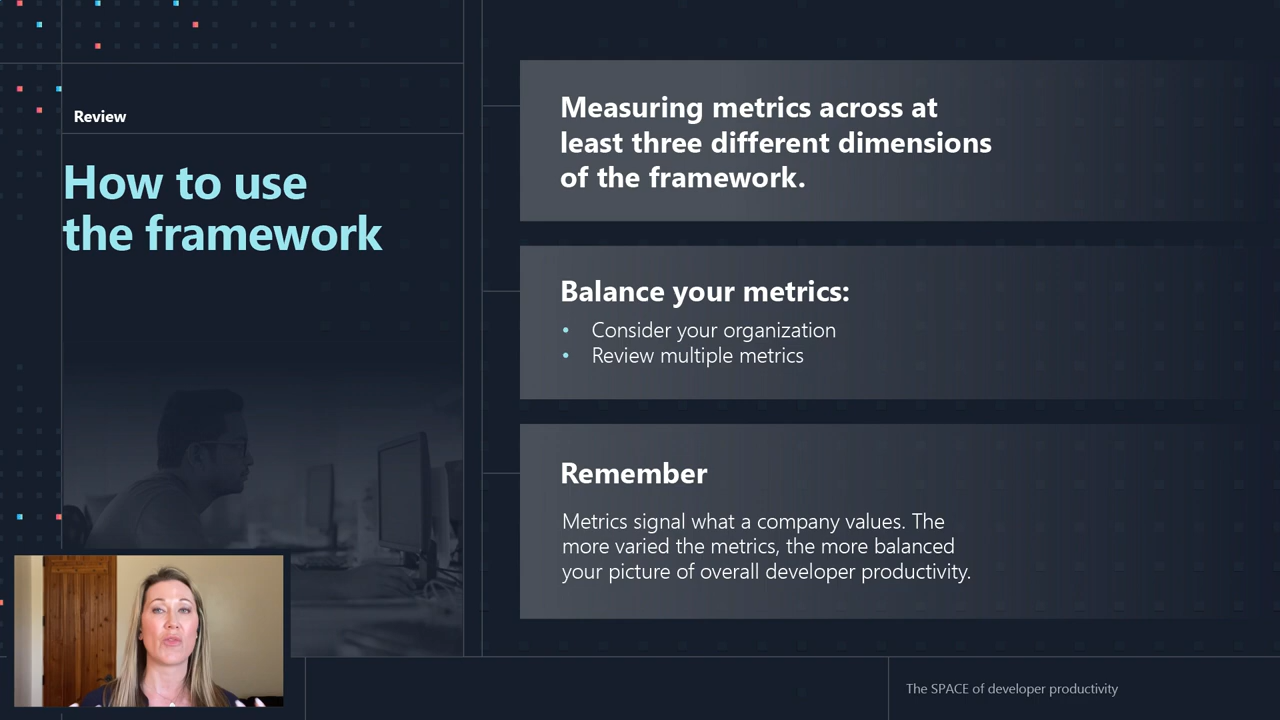 Review
How to use
the framework
Measuring metrics across at
least three different dimensions
of the framework.
Balance your metrics:
• Consider your organization
• Review multiple metrics
Remember
Metrics signal what a company values. The
more varied the metrics, the more balanced
your picture of overall developer productivity.
The SPACE of developer productivity